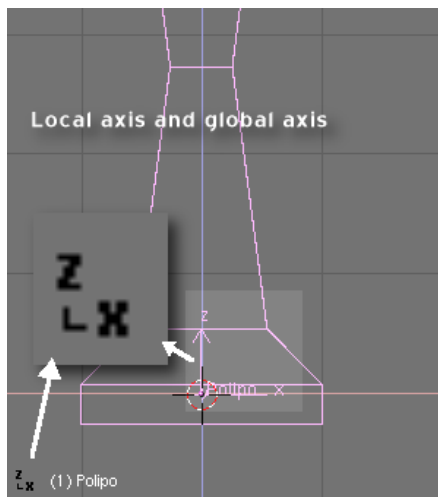 Local axis and global axis
Z
X
z
Polipo x
Z
X (1) Polipo